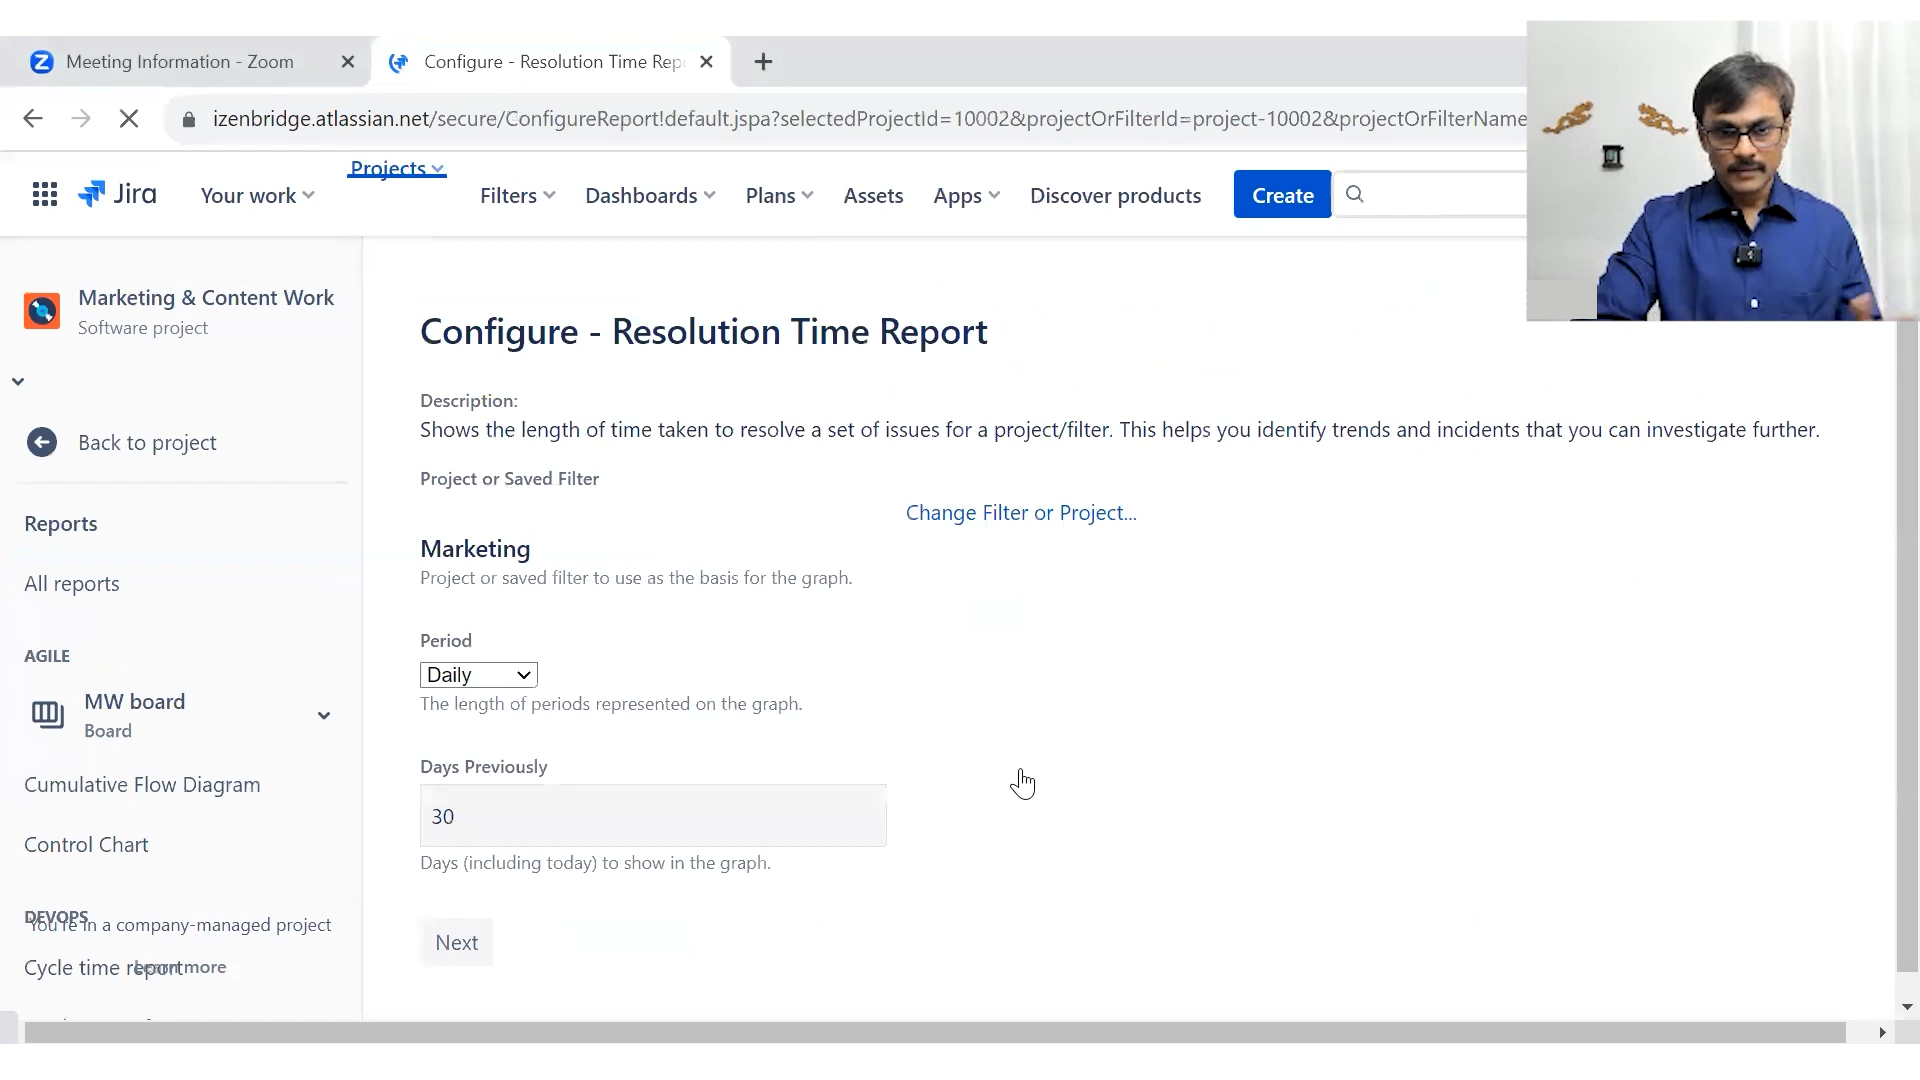 Meeting Information - Zoom
Configure - Resolution Time Rep
izenbridge.atlassian.net/secure/ConfigureReport!default.jspa?selectedProjectId=10002&projectOrFilterId=project-10002&projectOrFilterName
Jira
Your work
Projects
Filters
Dashboards
Plans
Assets
Apps
Discover products
Create
Marketing & Content Work
Software project
Back to project
Reports
All reports
AGILE
MW board
Board
Cumulative Flow Diagram
Control Chart
DEVOPS
You're in a company-managed project
Cycle time report
Learn more
Configure - Resolution Time Report
Description:
Shows the length of time taken to resolve a set of issues for a project/filter. This helps you identify trends and incidents that you can investigate further.
Project or Saved Filter
Change Filter or Project...
Marketing
Project or saved filter to use as the basis for the graph.
Period
Daily
The length of periods represented on the graph.
Days Previously
30
Days (including today) to show in the graph.
Next